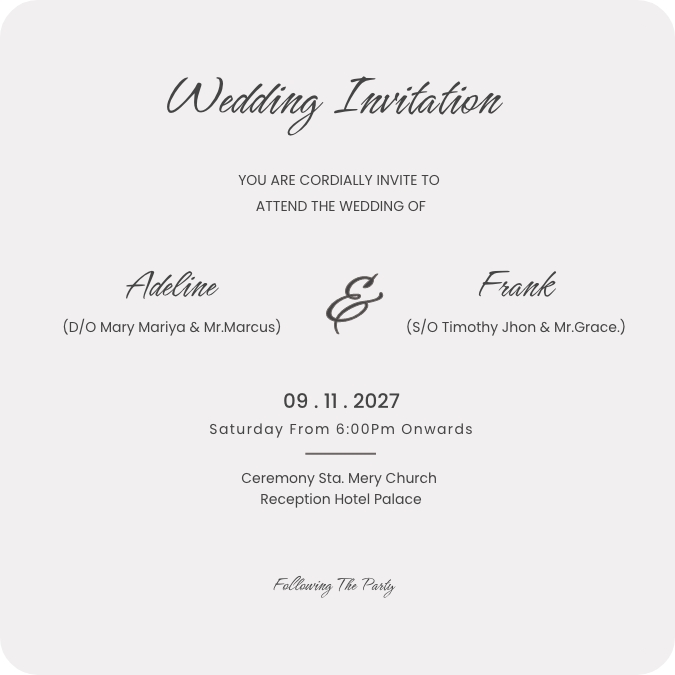 Wedding Invitation
YOU ARE CORDIALLY INVITE TO
ATTEND THE WEDDING OF
Adeline & Frank
(D/O Mary Mariya & Mr.Marcus) (S/O Timothy Jhon & Mr.Grace.)
09 . 11 . 2027
Saturday From 6:00Pm Onwards
Ceremony Sta. Mery Church
Reception Hotel Palace
Following The Party